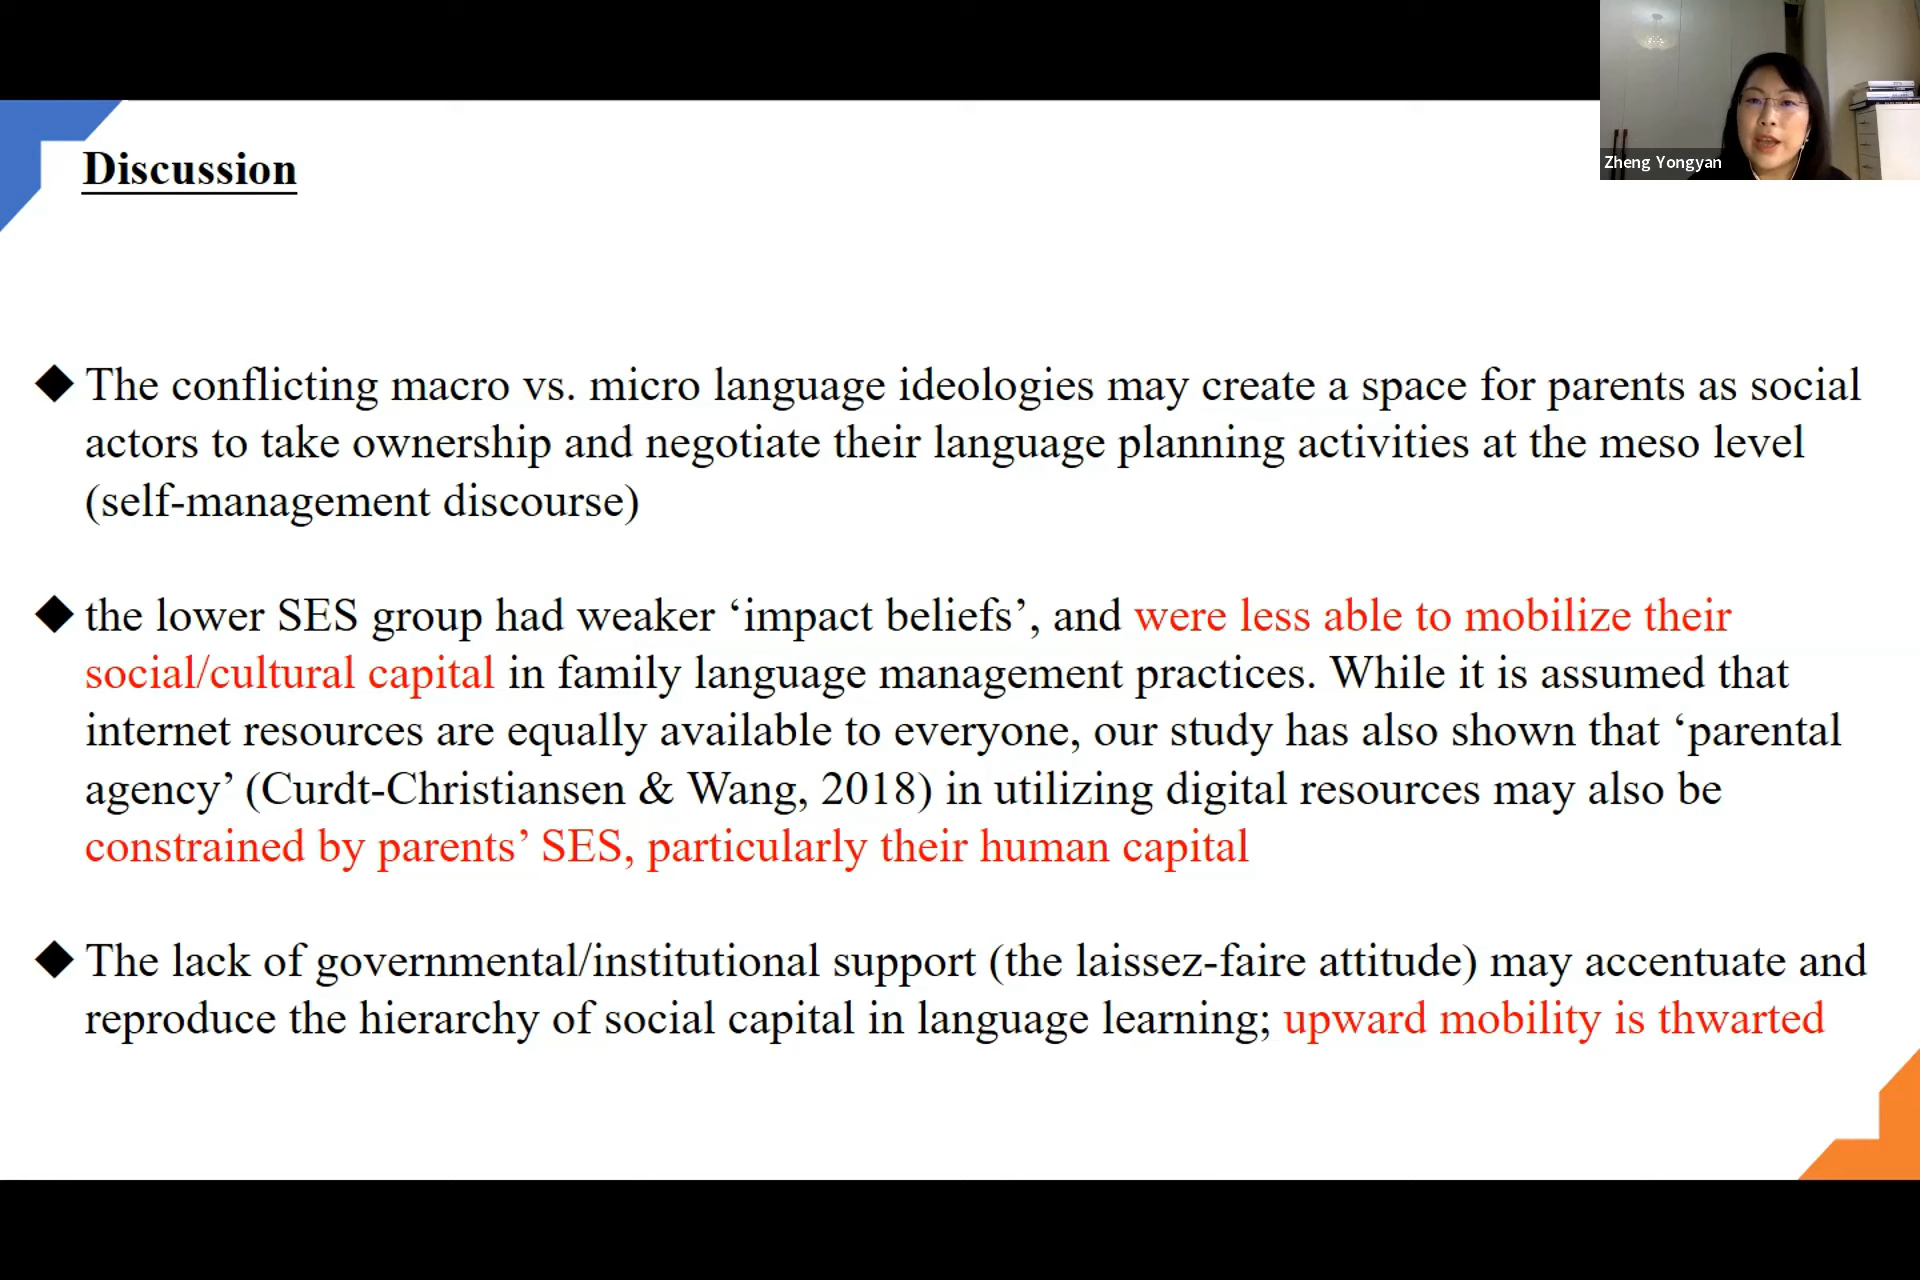 Zheng Yongyan
Discussion
The conflicting macro vs. micro language ideologies may create a space for parents as social
actors to take ownership and negotiate their language planning activities at the meso level
(self-management discourse)
the lower SES group had weaker ‘impact beliefs’, and were less able to mobilize their
social/cultural capital in family language management practices. While it is assumed that
internet resources are equally available to everyone, our study has also shown that ‘parental
agency’ (Curdt-Christiansen & Wang, 2018) in utilizing digital resources may also be
constrained by parents’ SES, particularly their human capital
The lack of governmental/institutional support (the laissez-faire attitude) may accentuate and
reproduce the hierarchy of social capital in language learning; upward mobility is thwarted